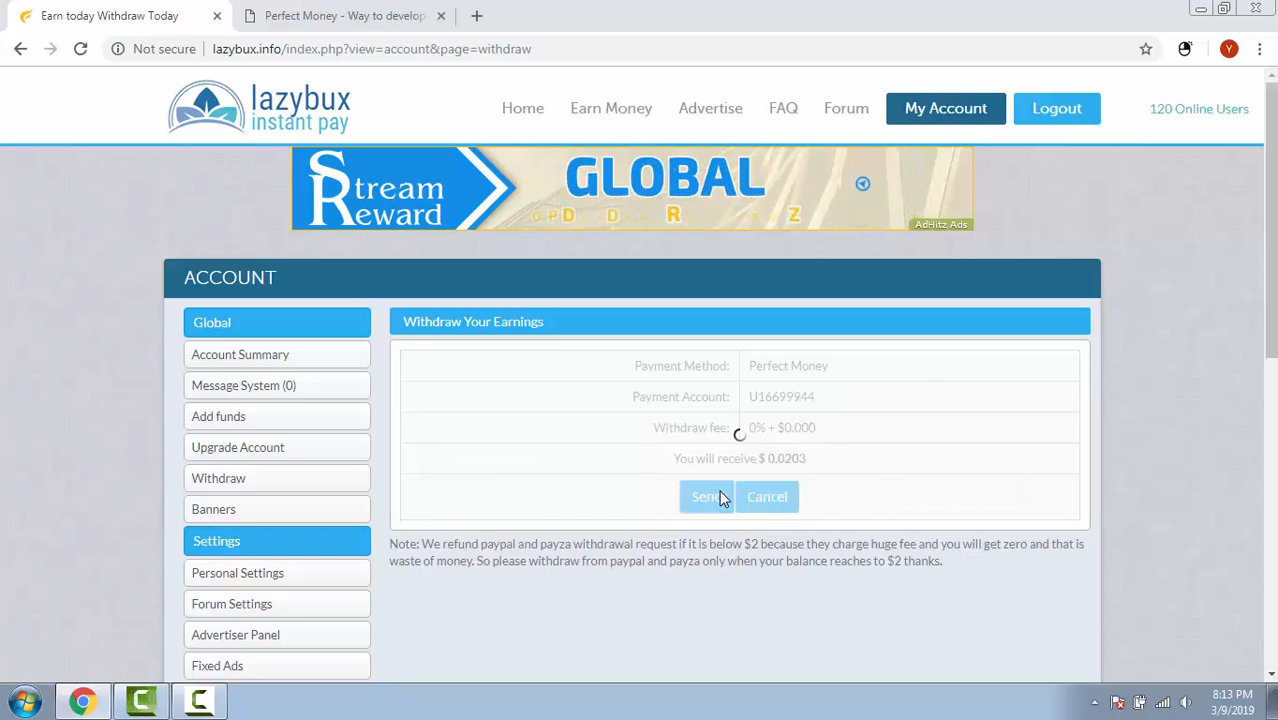 Earn today Withdraw Today
Perfect Money - Way to develop
Not secure
lazybux.info/index.php?view=account&page=withdraw
Y
lazybux
instant pay
Home
Earn Money
Advertise
FAQ
Forum
My Account
Logout
120 Online Users
Stream
Reward
GLOBAL
AdHitz Ads
ACCOUNT
Global
Account Summary
Message System (0)
Add funds
Upgrade Account
Withdraw
Banners
Settings
Personal Settings
Forum Settings
Advertiser Panel
Fixed Ads
Withdraw Your Earnings
Payment Method: Perfect Money
Payment Account: U16699944
Withdraw fee: 0% + $0.000
You will receive $ 0.0203
Send Cancel
Note: We refund paypal and payza withdrawal request if it is below $2 because they charge huge fee and you will get zero and that is
waste of money. So please withdraw from paypal and payza only when your balance reaches to $2 thanks.
8:13 PM
3/9/2019